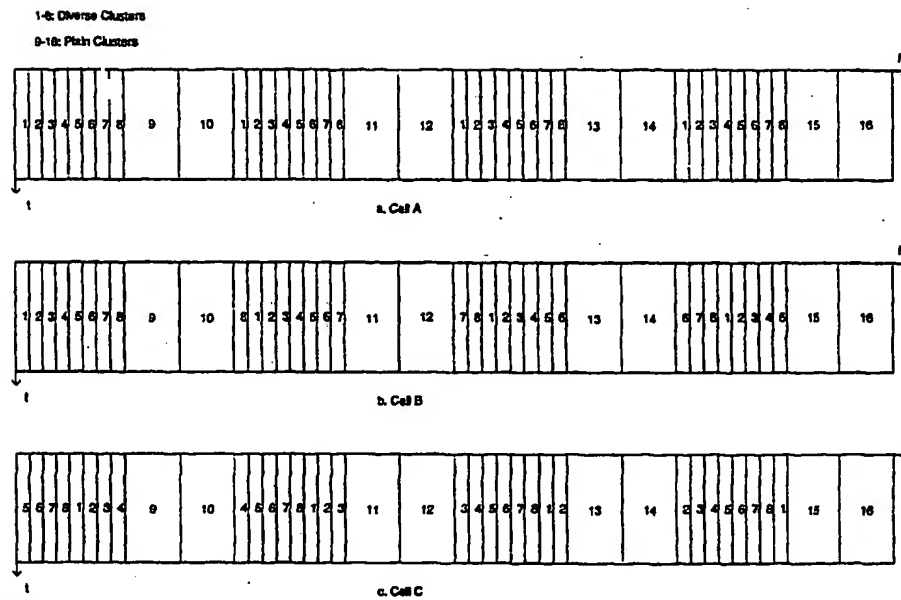 1-8: Diverse Clusters
9-16: Plain Clusters
f
1 2 3 4 5 6 7 8 9 10 1 2 3 4 5 6 7 8 11 12 1 2 3 4 5 6 7 8 13 14 1 2 3 4 5 6 7 8 15 16
t
a. Cell A
f
1 2 3 4 5 6 7 8 9 10 8 1 2 3 4 5 6 7 11 12 7 8 1 2 3 4 5 6 13 14 6 7 8 1 2 3 4 5 15 16
t
b. Cell B
5 6 7 8 1 2 3 4 9 10 4 5 6 7 8 1 2 3 11 12 3 4 5 6 7 8 1 2 13 14 2 3 4 5 6 7 8 1 15 16
t
c. Cell C